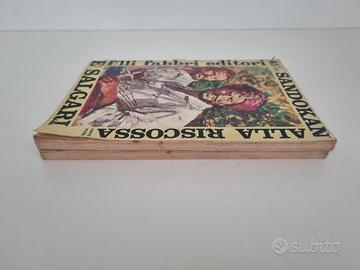 f.lli fabbri editori
SALGARI
SANDOKAN
ALLA RISCOSSA
subito